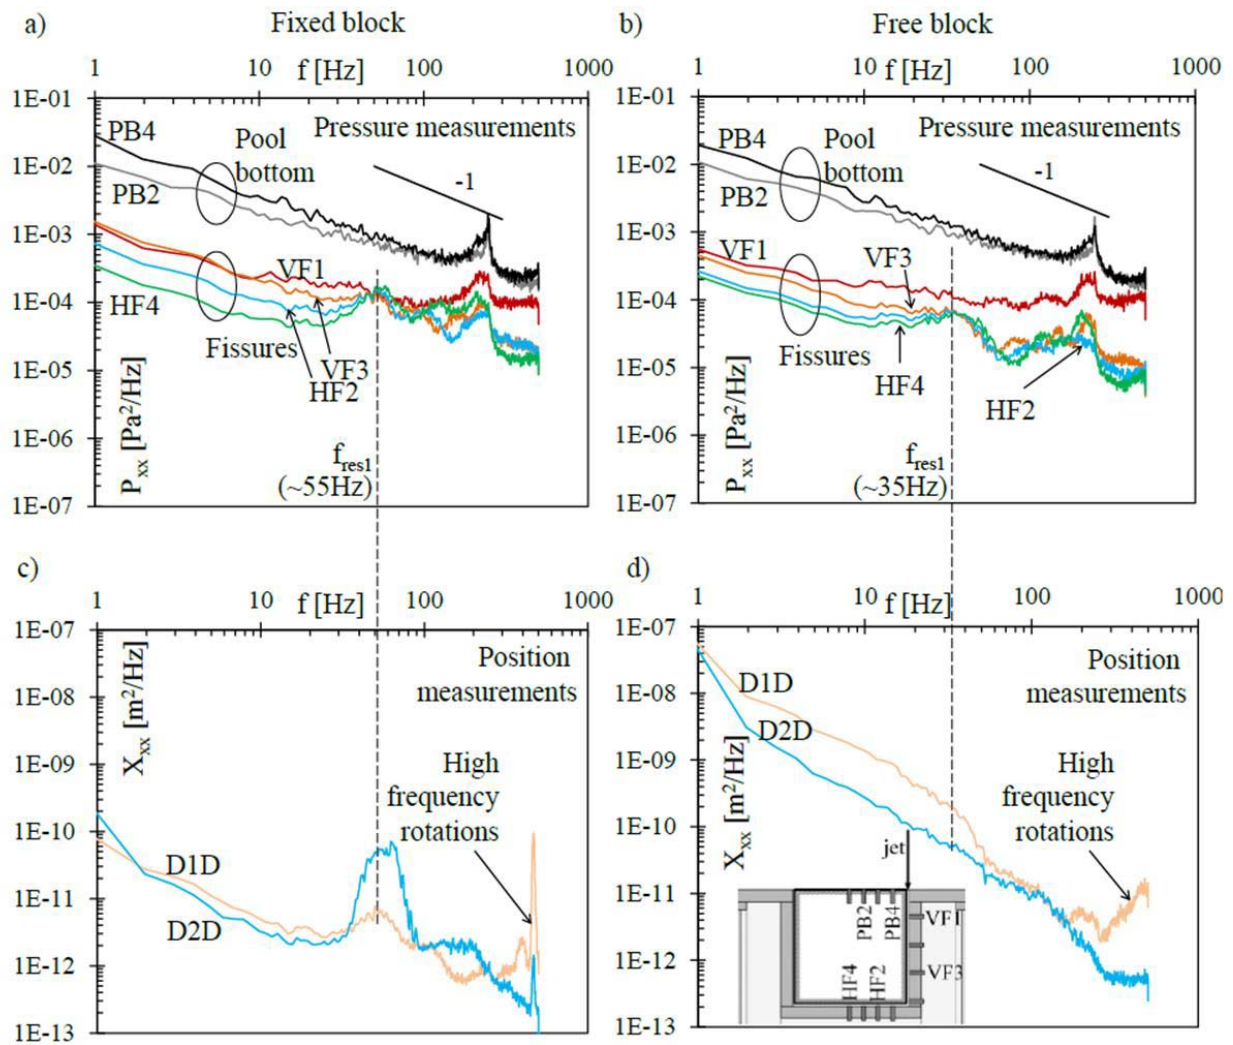 a)
Fixed block
f [Hz]
1
10
100
1000
1E-01
1E-02
1E-03
1E-04
1E-05
1E-06
1E-07
PB4
Pool
bottom
Pressure measurements
-1
PB2
VF1
HF4
Fissures
VF3
HF2
Pxx [Pa²/Hz]
fres1
(~55Hz)
b)
Free block
f [Hz]
1
10
100
1000
1E-01
1E-02
1E-03
1E-04
1E-05
1E-06
1E-07
PB4
Pool
bottom
Pressure measurements
-1
PB2
VF1
VF3
Fissures
HF4
HF2
Pxx [Pa²/Hz]
fres1
(~35Hz)
c)
f [Hz]
1
10
100
1000
1E-07
1E-08
1E-09
1E-10
1E-11
1E-12
1E-13
Xxx [m²/Hz]
Position
measurements
High
frequency
rotations
D1D
D2D
d)
f [Hz]
1
10
100
1000
1E-07
1E-08
1E-09
1E-10
1E-11
1E-12
1E-13
D1D
D2D
Xxx [m²/Hz]
Position
measurements
High
frequency
rotations
jet
PB2
PB4
VF1
VF3
HF4
HF2